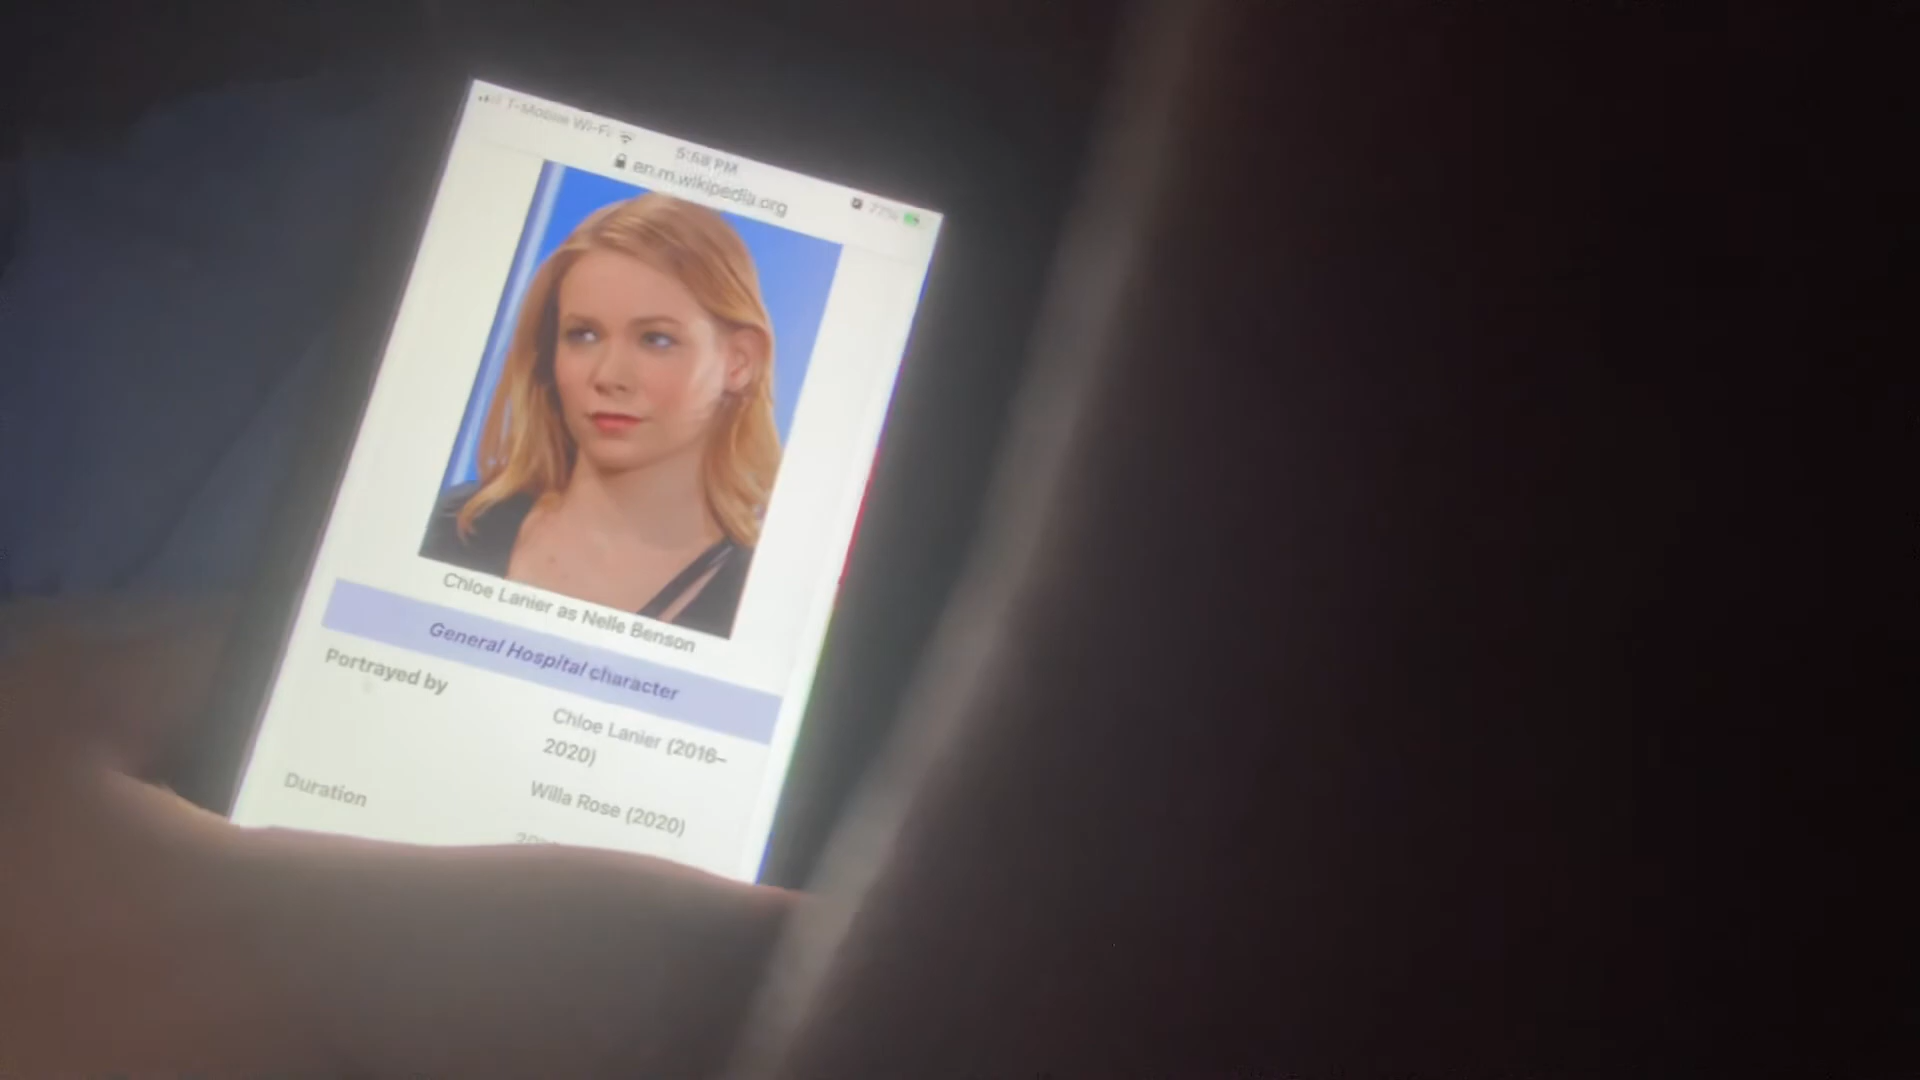 T-Mobile Wi-Fi
5:58 PM
77%
en.m.wikipedia.org
Chloe Lanier as Nelle Benson
General Hospital character
Portrayed by
Chloe Lanier (2016–
2020)
Willa Rose (2020)
Duration